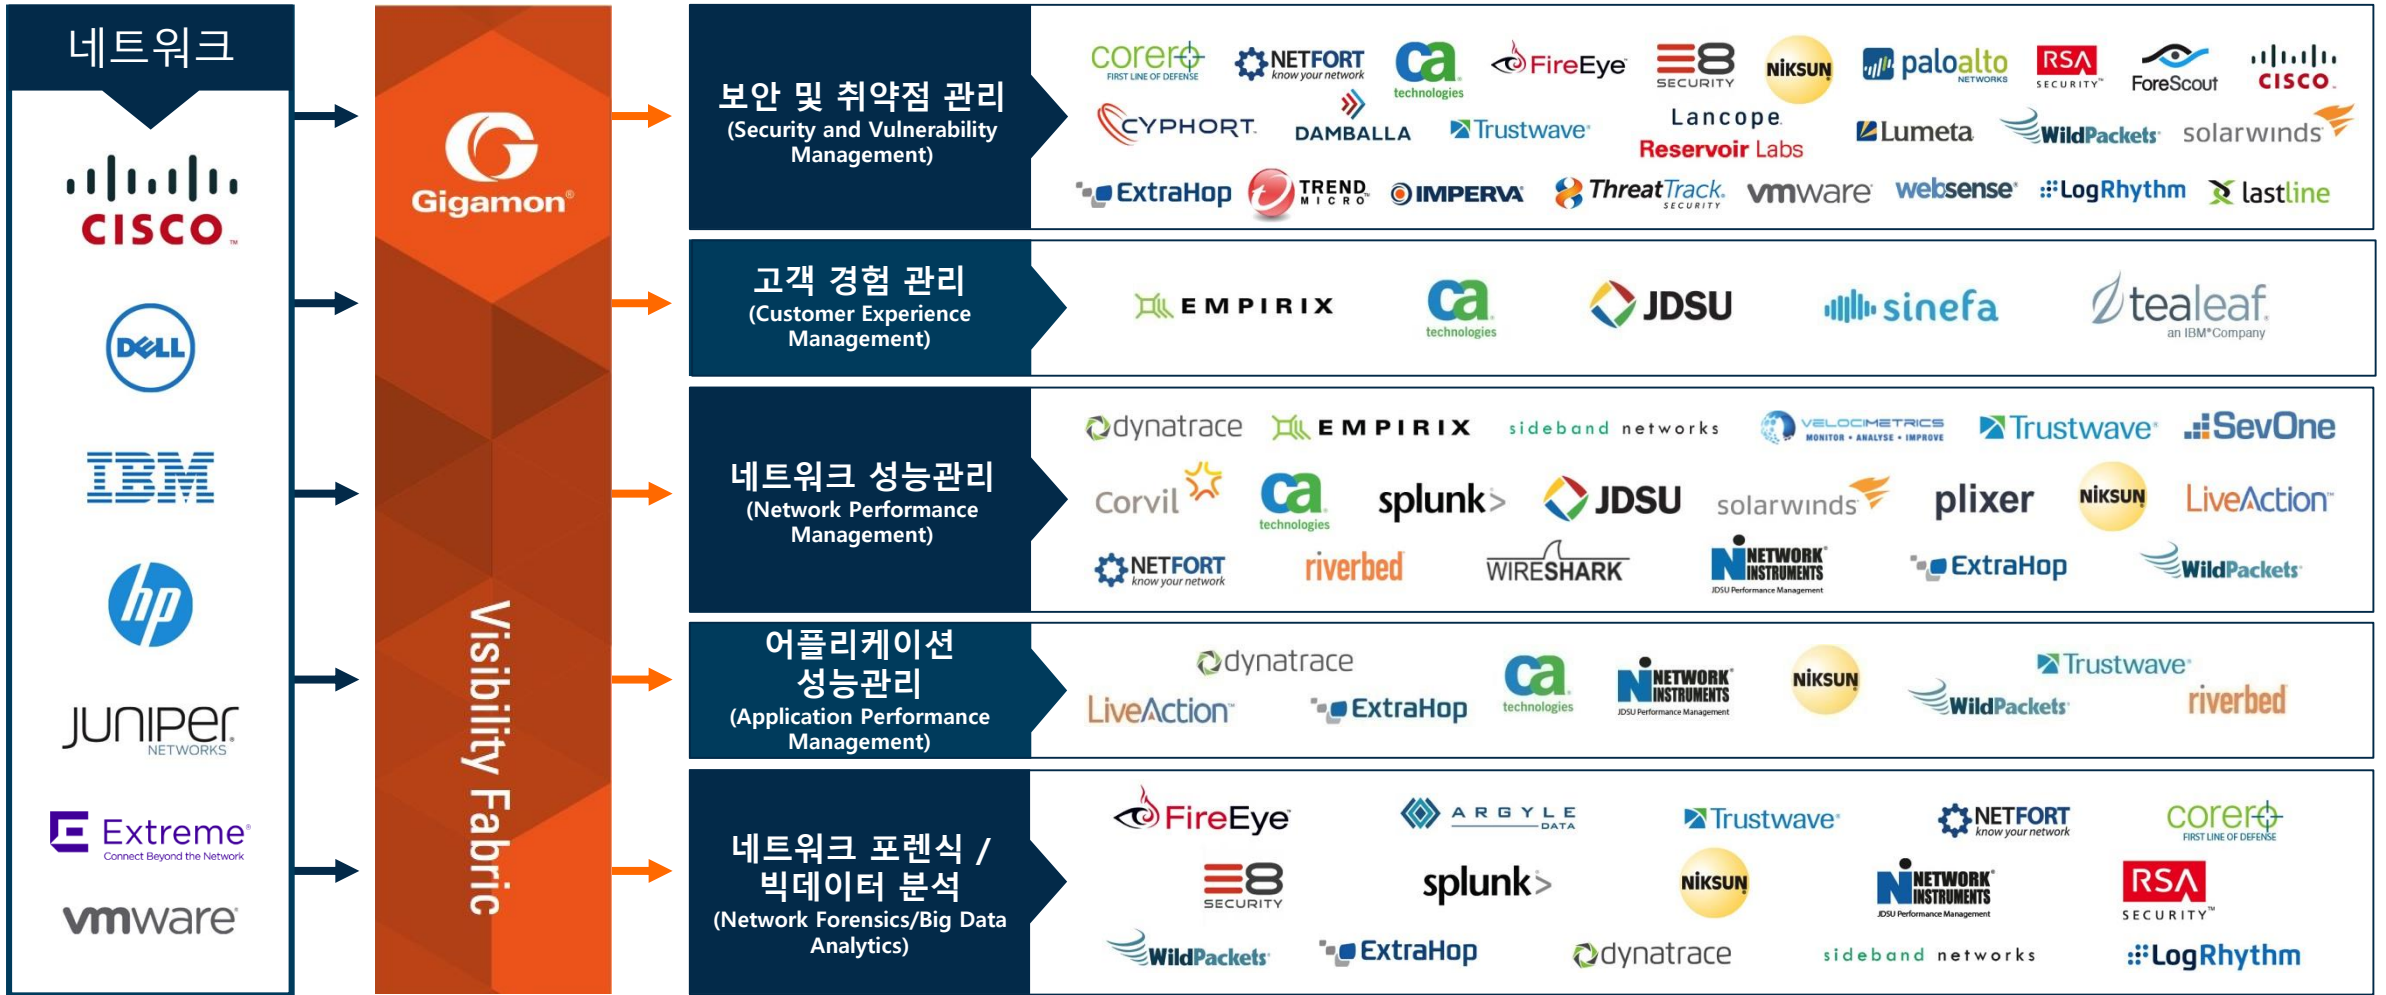 네트워크
CISCO™
DELL
IBM
hp
JUNIPER
NETWORKS
Extreme
Connect Beyond the Network
vmware
Gigamon®
Visibility Fabric
보안 및 취약점 관리
(Security and Vulnerability
Management)
corero NETFORT ca FireEye E8 NIKSUN paloalto RSA ForeScout CISCO
FIRST LINE OF DEFENSE know your network technologies SECURITY NETWORKS SECURITY™
CYPHORT DAMBALLA Trustwave® Lancope Lumeta WildPackets solarwinds
Reservoir Labs
ExtraHop TREND MICRO IMPERVA ThreatTrack SECURITY vmware websense LogRhythm lastline
고객 경험 관리
(Customer Experience
Management)
EMPIRIX ca JDSU sinefa tealeaf
technologies an IBM® Company
네트워크 성능관리
(Network Performance
Management)
dynatrace EMPIRIX sideband networks VELOCIMETRICS Trustwave® SevOne
MONITOR • ANALYSE • IMPROVE
corvil ca splunk> JDSU solarwinds plixer NIKSUN LiveAction
technologies
NETFORT riverbed WIRESHARK NETWORK INSTRUMENTS ExtraHop WildPackets
know your network JDSU Performance Management
어플리케이션
성능관리
(Application Performance
Management)
dynatrace ca NETWORK INSTRUMENTS NIKSUN Trustwave®
LiveAction ExtraHop technologies JDSU Performance Management WildPackets riverbed
네트워크 포렌식 /
빅데이터 분석
(Network Forensics/Big Data
Analytics)
FireEye ARGYLE DATA Trustwave® NETFORT corero
know your network FIRST LINE OF DEFENSE
E8 splunk> NIKSUN NETWORK INSTRUMENTS RSA
SECURITY JDSU Performance Management SECURITY™
WildPackets ExtraHop dynatrace sideband networks LogRhythm